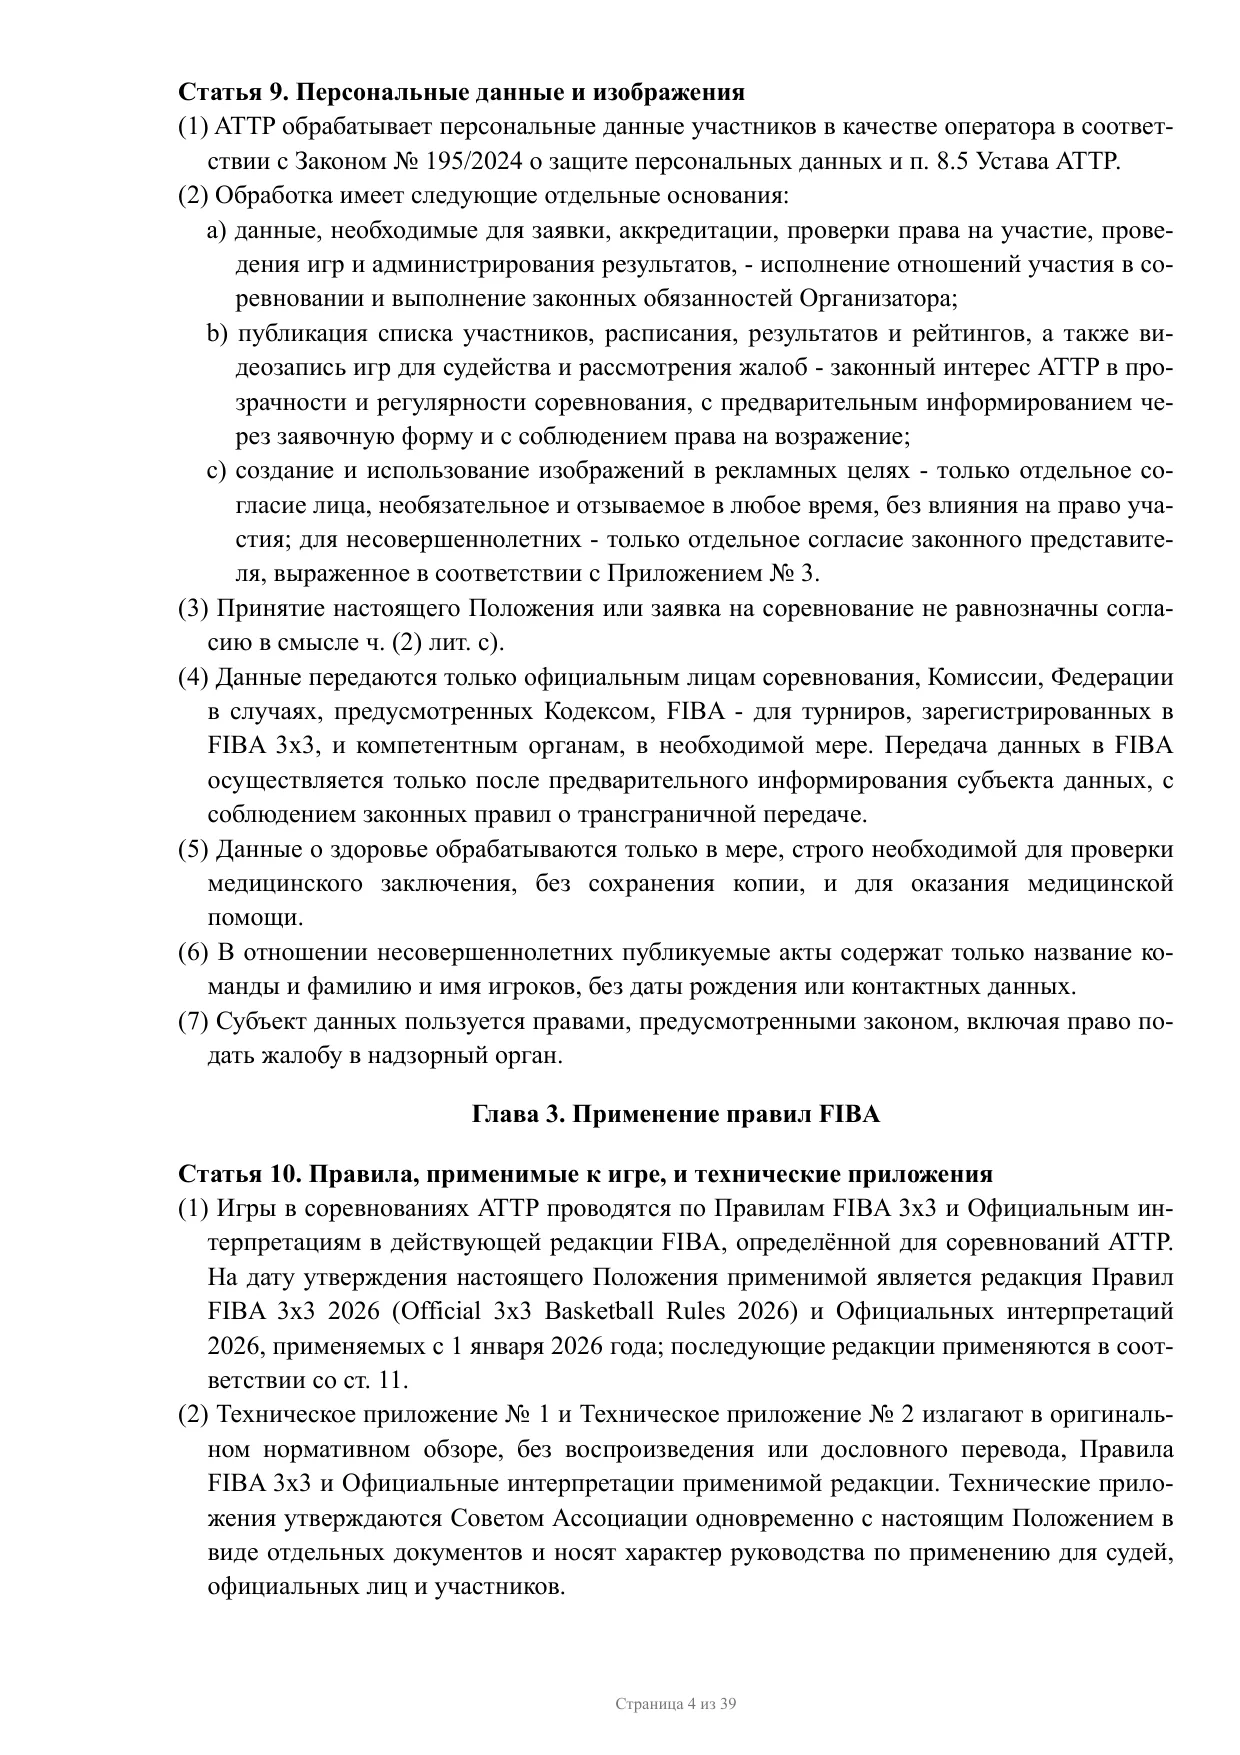 Статья 9. Персональные данные и изображения
(1) АТТР обрабатывает персональные данные участников в качестве оператора в соответ-
ствии с Законом № 195/2024 о защите персональных данных и п. 8.5 Устава АТТР.
(2) Обработка имеет следующие отдельные основания:
a) данные, необходимые для заявки, аккредитации, проверки права на участие, прове-
дения игр и администрирования результатов, - исполнение отношений участия в со-
ревновании и выполнение законных обязанностей Организатора;
b) публикация списка участников, расписания, результатов и рейтингов, а также ви-
деозапись игр для судейства и рассмотрения жалоб - законный интерес АТТР в про-
зрачности и регулярности соревнования, с предварительным информированием че-
рез заявочную форму и с соблюдением права на возражение;
c) создание и использование изображений в рекламных целях - только отдельное со-
гласие лица, необязательное и отзываемое в любое время, без влияния на право уча-
стия; для несовершеннолетних - только отдельное согласие законного представите-
ля, выраженное в соответствии с Приложением № 3.
(3) Принятие настоящего Положения или заявка на соревнование не равнозначны согла-
сию в смысле ч. (2) лит. c).
(4) Данные передаются только официальным лицам соревнования, Комиссии, Федерации
в случаях, предусмотренных Кодексом, FIBA - для турниров, зарегистрированных в
FIBA 3x3, и компетентным органам, в необходимой мере. Передача данных в FIBA
осуществляется только после предварительного информирования субъекта данных, с
соблюдением законных правил о трансграничной передаче.
(5) Данные о здоровье обрабатываются только в мере, строго необходимой для проверки
медицинского заключения, без сохранения копии, и для оказания медицинской
помощи.
(6) В отношении несовершеннолетних публикуемые акты содержат только название ко-
манды и фамилию и имя игроков, без даты рождения или контактных данных.
(7) Субъект данных пользуется правами, предусмотренными законом, включая право по-
дать жалобу в надзорный орган.
Глава 3. Применение правил FIBA
Статья 10. Правила, применимые к игре, и технические приложения
(1) Игры в соревнованиях АТТР проводятся по Правилам FIBA 3x3 и Официальным ин-
терпретациям в действующей редакции FIBA, определённой для соревнований АТТР.
На дату утверждения настоящего Положения применимой является редакция Правил
FIBA 3x3 2026 (Official 3x3 Basketball Rules 2026) и Официальных интерпретаций
2026, применяемых с 1 января 2026 года; последующие редакции применяются в соот-
ветствии со ст. 11.
(2) Техническое приложение № 1 и Техническое приложение № 2 излагают в оригиналь-
ном нормативном обзоре, без воспроизведения или дословного перевода, Правила
FIBA 3x3 и Официальные интерпретации применимой редакции. Технические прило-
жения утверждаются Советом Ассоциации одновременно с настоящим Положением в
виде отдельных документов и носят характер руководства по применению для судей,
официальных лиц и участников.
Страница 4 из 39